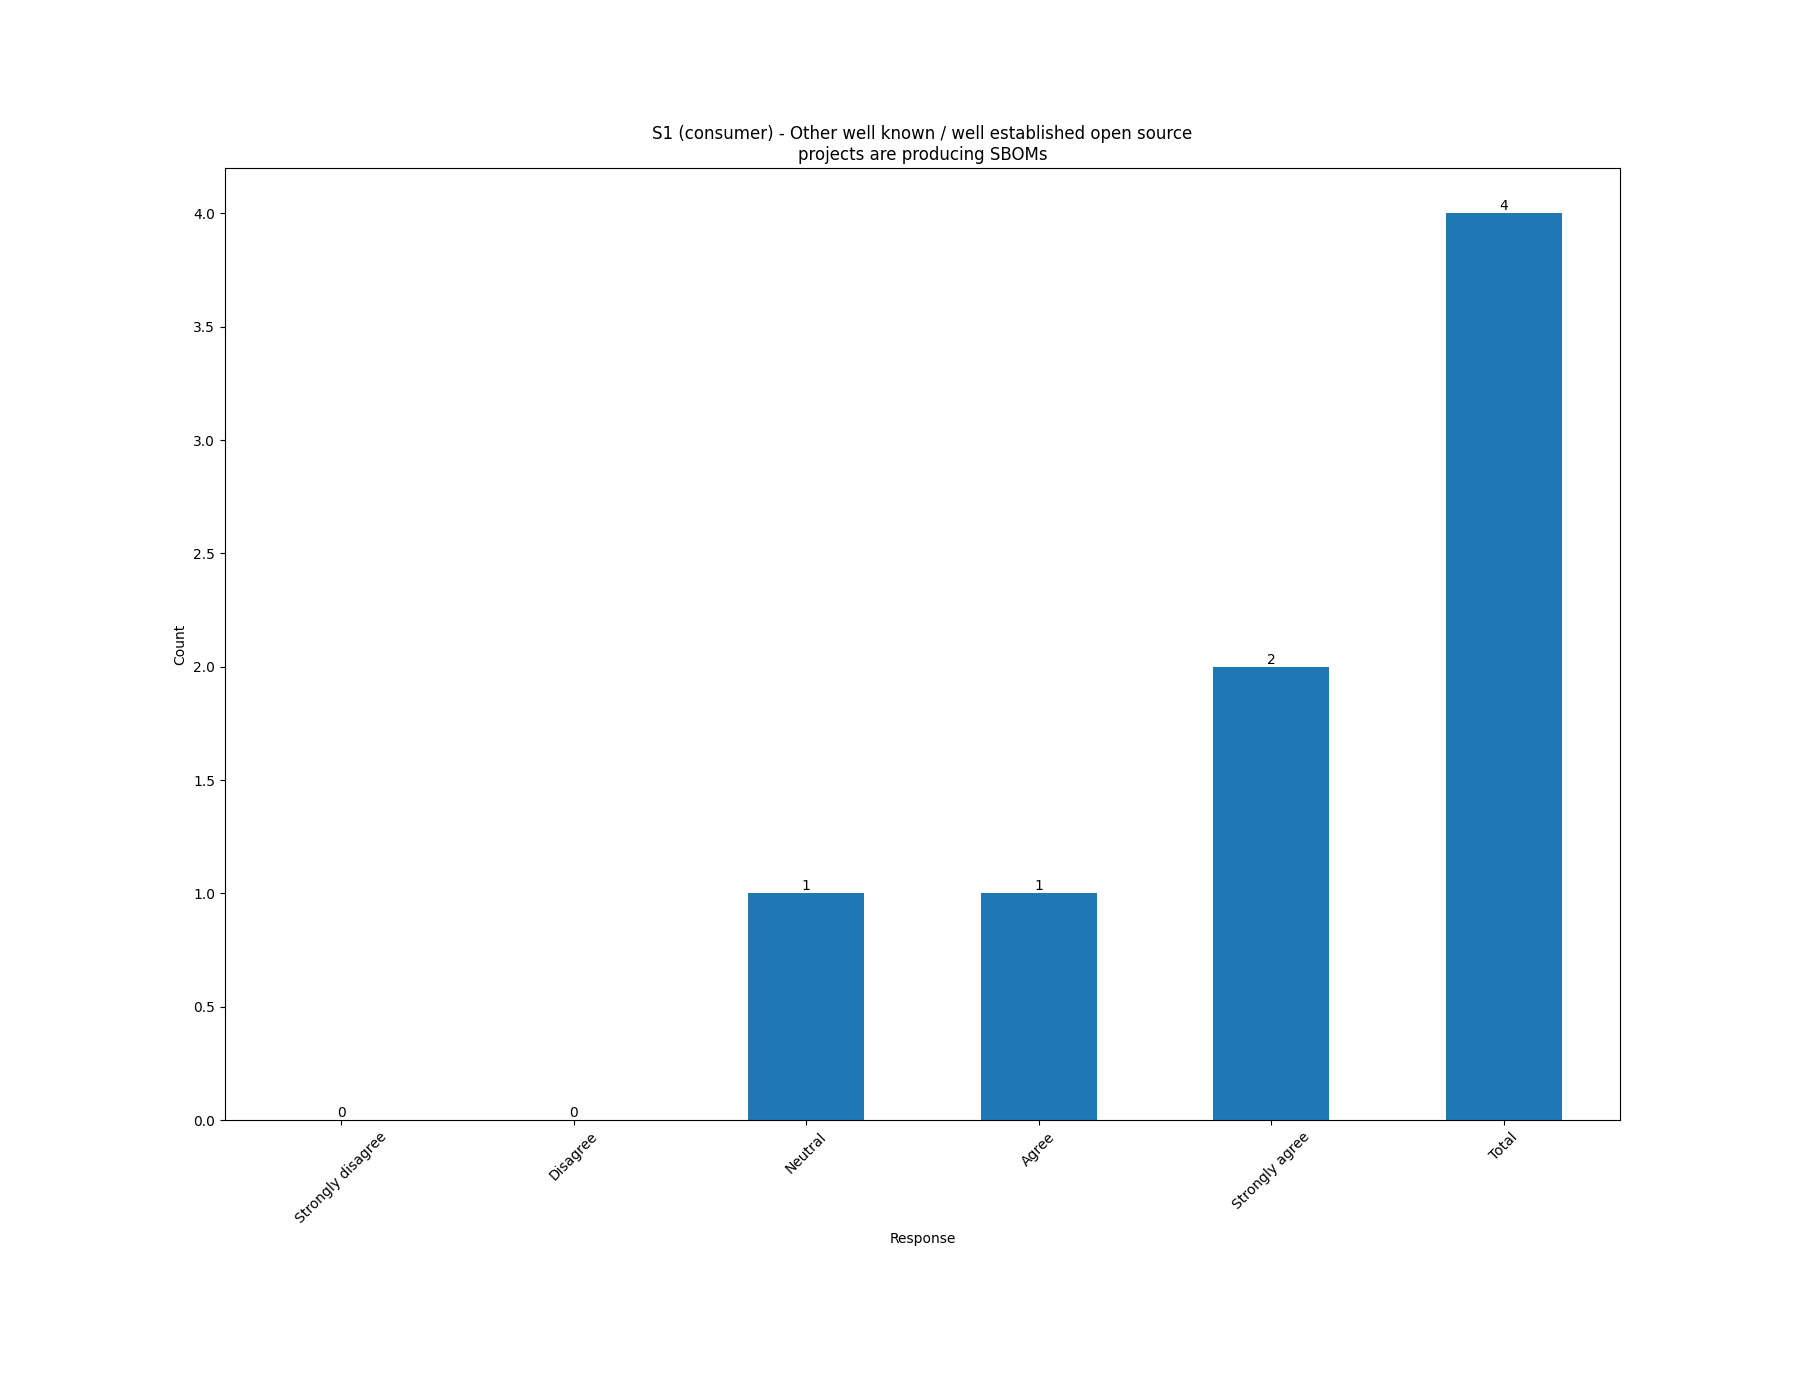 S1 (consumer) - Other well known / well established open source
projects are producing SBOMs
4.0
3.5
3.0
2.5
2.0
1.5
1.0
0.5
0.0
Count
0
0
1
1
2
4
Strongly disagree
Disagree
Neutral
Agree
Strongly agree
Total
Response